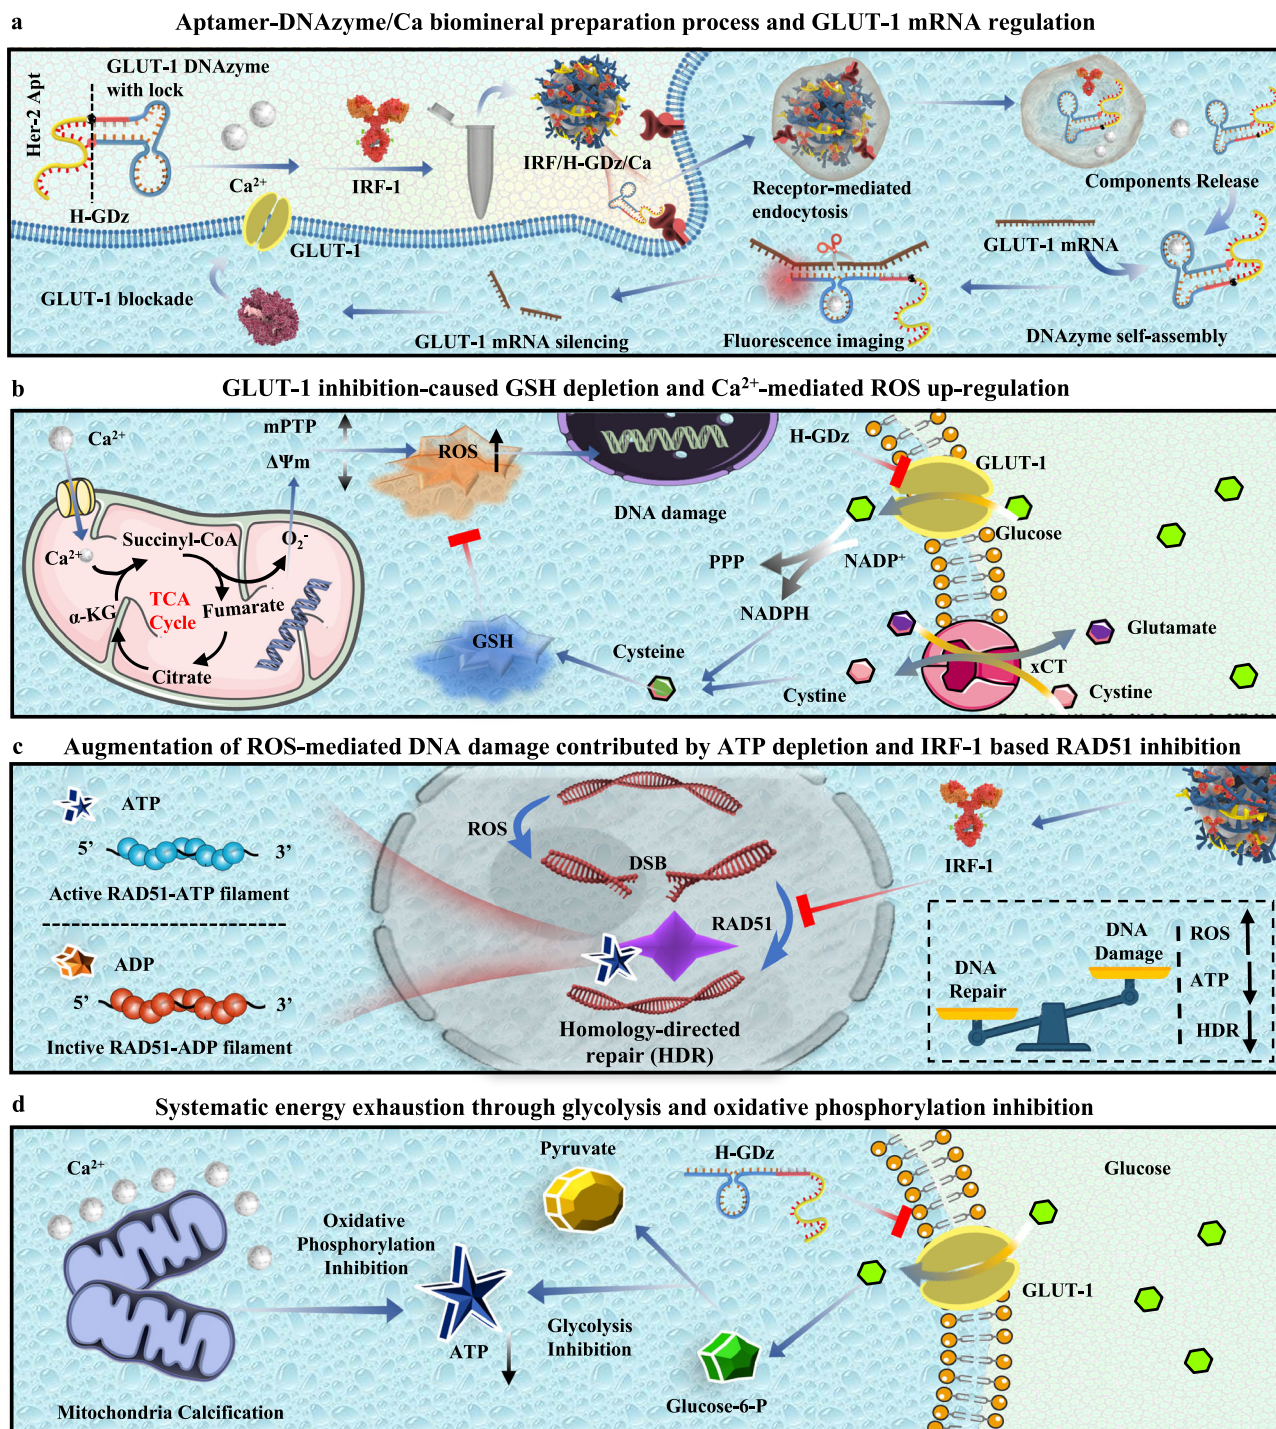 a
Aptamer-DNAzyme/Ca biomineral preparation process and GLUT-1 mRNA regulation
Her-2 Apt
GLUT-1 DNAzyme
with lock
H-GDz
Ca²⁺
IRF-1
IRF/H-GDz/Ca
GLUT-1
Receptor-mediated
endocytosis
Components Release
GLUT-1 mRNA
DNAzyme self-assembly
Fluorescence imaging
GLUT-1 mRNA silencing
GLUT-1 blockade
b
GLUT-1 inhibition-caused GSH depletion and Ca²⁺-mediated ROS up-regulation
Ca²⁺
mPTP
ΔΨm
ROS
DNA damage
H-GDz
GLUT-1
Glucose
Ca²⁺
Succinyl-CoA
O₂⁻
α-KG
TCA
Cycle
Fumarate
Citrate
PPP
NADP⁺
NADPH
GSH
Cysteine
Cystine
xCT
Glutamate
Cystine
c
Augmentation of ROS-mediated DNA damage contributed by ATP depletion and IRF-1 based RAD51 inhibition
ATP
5’
3’
Active RAD51-ATP filament
ADP
5’
3’
Inctive RAD51-ADP filament
ROS
DSB
RAD51
Homology-directed
repair (HDR)
IRF-1
DNA
Repair
DNA
Damage
ROS
ATP
HDR
d
Systematic energy exhaustion through glycolysis and oxidative phosphorylation inhibition
Ca²⁺
Mitochondria Calcification
Oxidative
Phosphorylation
Inhibition
ATP
Pyruvate
Glycolysis
Inhibition
Glucose-6-P
H-GDz
GLUT-1
Glucose